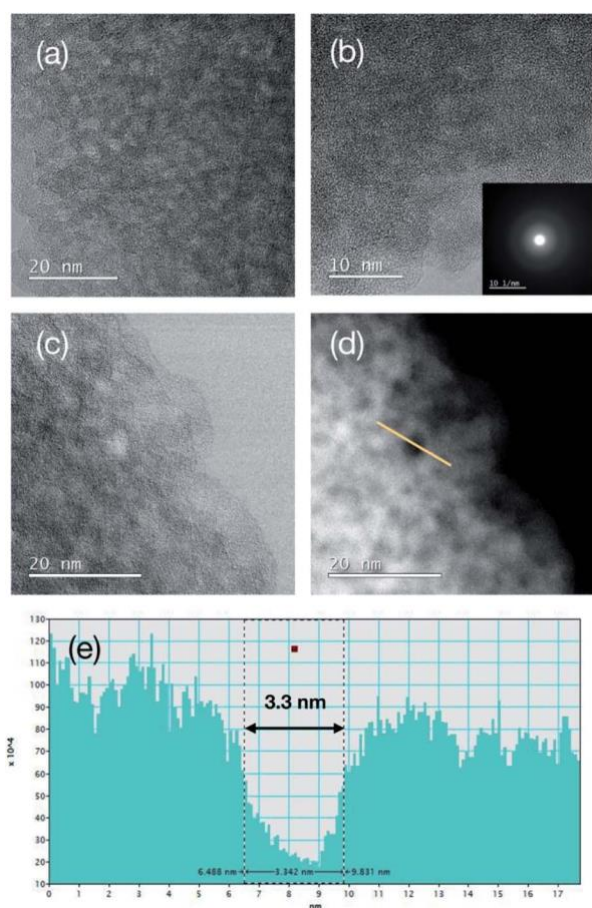 (a)
20 nm
(b)
10 nm
10 1/nm
(c)
20 nm
(d)
20 nm
(e)
130
120
110
100
90
80
70
60
50
40
30
20
10
x 10^4
3.3 nm
6.488 nm
3.342 nm
9.831 nm
0 1 2 3 4 5 6 7 8 9 10 11 12 13 14 15 16 17
nm